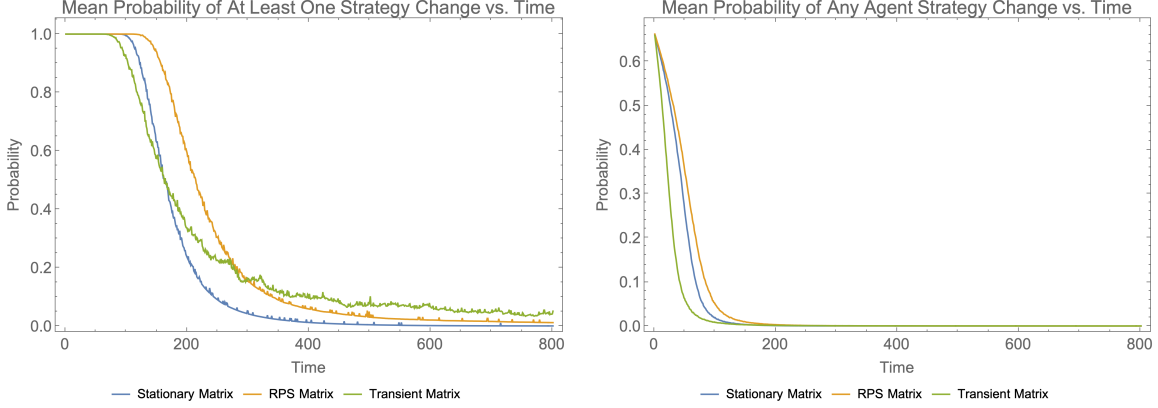 Mean Probability of At Least One Strategy Change vs. Time
1.0
0.8
0.6
0.4
0.2
0.0
Probability
0 200 400 600 800
Time
Stationary Matrix RPS Matrix Transient Matrix
Mean Probability of Any Agent Strategy Change vs. Time
0.6
0.5
0.4
0.3
0.2
0.1
0.0
Probability
0 200 400 600 800
Time
Stationary Matrix RPS Matrix Transient Matrix